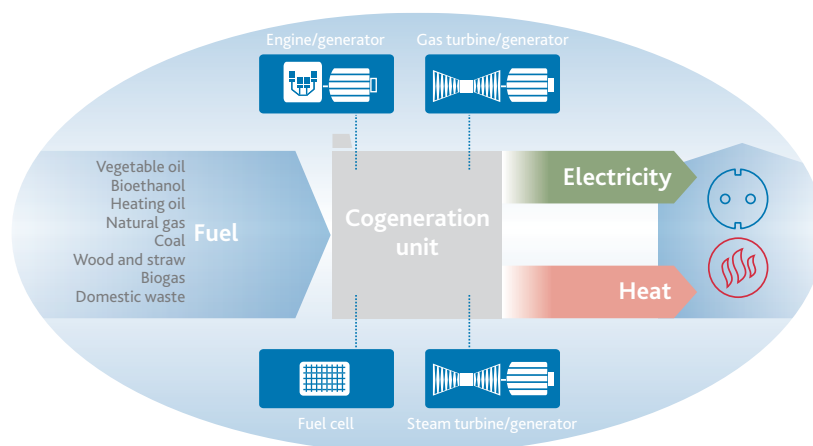 Engine/generator
Gas turbine/generator
Vegetable oil
Bioethanol
Heating oil
Natural gas
Coal
Wood and straw
Biogas
Domestic waste
Fuel
Cogeneration
unit
Electricity
Heat
Fuel cell
Steam turbine/generator